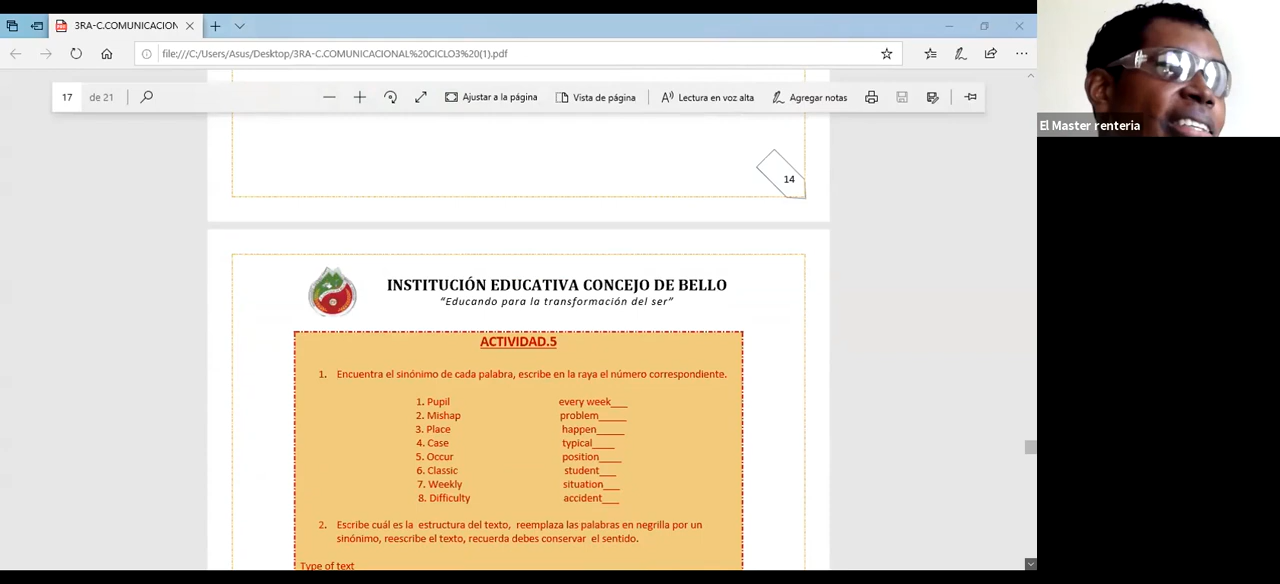 3RA-C.COMUNICACION
file:///C:/Users/Asus/Desktop/3RA-C.COMUNICACIONAL%20CICLO3%20(1).pdf
17 de 21 Ajustar a la página Vista de página Lectura en voz alta Agregar notas
El Master renteria
14
INSTITUCIÓN EDUCATIVA CONCEJO DE BELLO
“Educando para la transformación del ser”
ACTIVIDAD.5
1. Encuentra el sinónimo de cada palabra, escribe en la raya el número correspondiente.
1. Pupil every week___
2. Mishap problem_____
3. Place happen_____
4. Case typical____
5. Occur position____
6. Classic student___
7. Weekly situation___
8. Difficulty accident___
2. Escribe cuál es la estructura del texto, reemplaza las palabras en negrilla por un
sinónimo, reescribe el texto, recuerda debes conservar el sentido.
Type of text